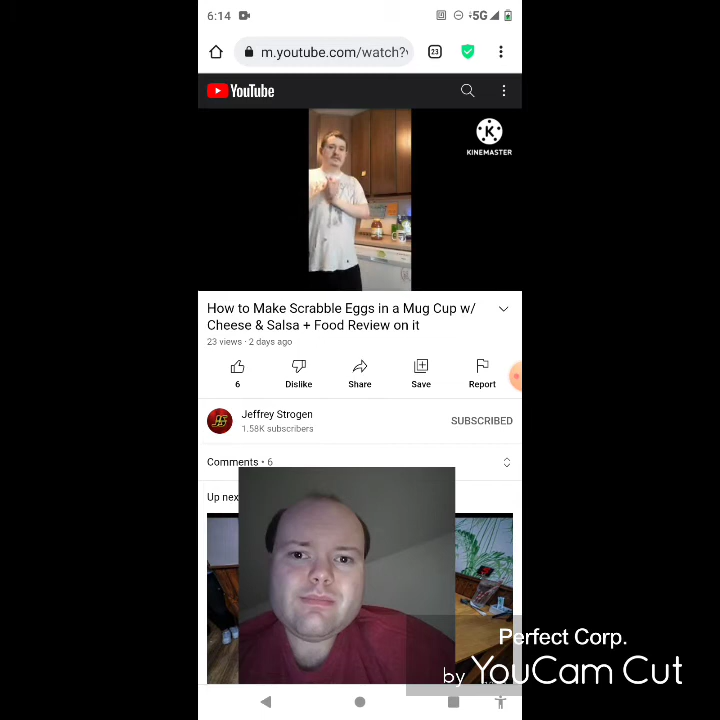 6:14
5G
m.youtube.com/watch?v
23
YouTube
K
KINEMASTER
How to Make Scrabble Eggs in a Mug Cup w/
Cheese & Salsa + Food Review on it
23 views · 2 days ago
6
Dislike
Share
Save
Report
JS
Jeffrey Strogen
1.58K subscribers
SUBSCRIBED
Comments • 6
Up nex
Perfect Corp.
by YouCam Cut